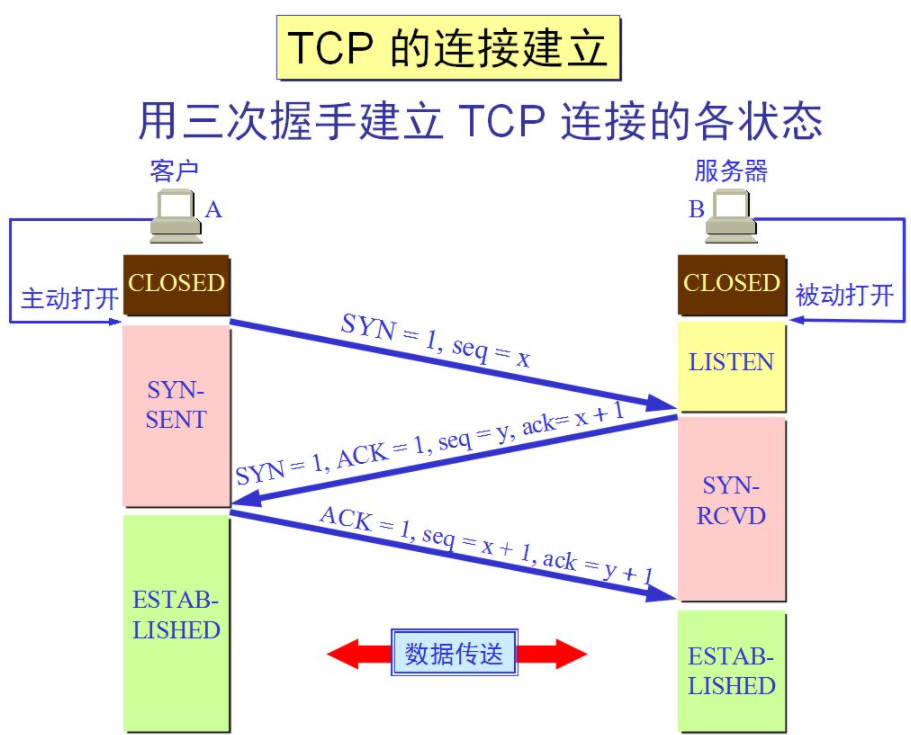 TCP 的连接建立
用三次握手建立 TCP 连接的各状态
客户
服务器
A
B
CLOSED
CLOSED
主动打开
被动打开
SYN = 1, seq = x
LISTEN
SYN-
SENT
SYN = 1, ACK = 1, seq = y, ack= x + 1
SYN-
RCVD
ACK = 1, seq = x + 1, ack = y + 1
ESTAB-
LISHED
数据传送
ESTAB-
LISHED